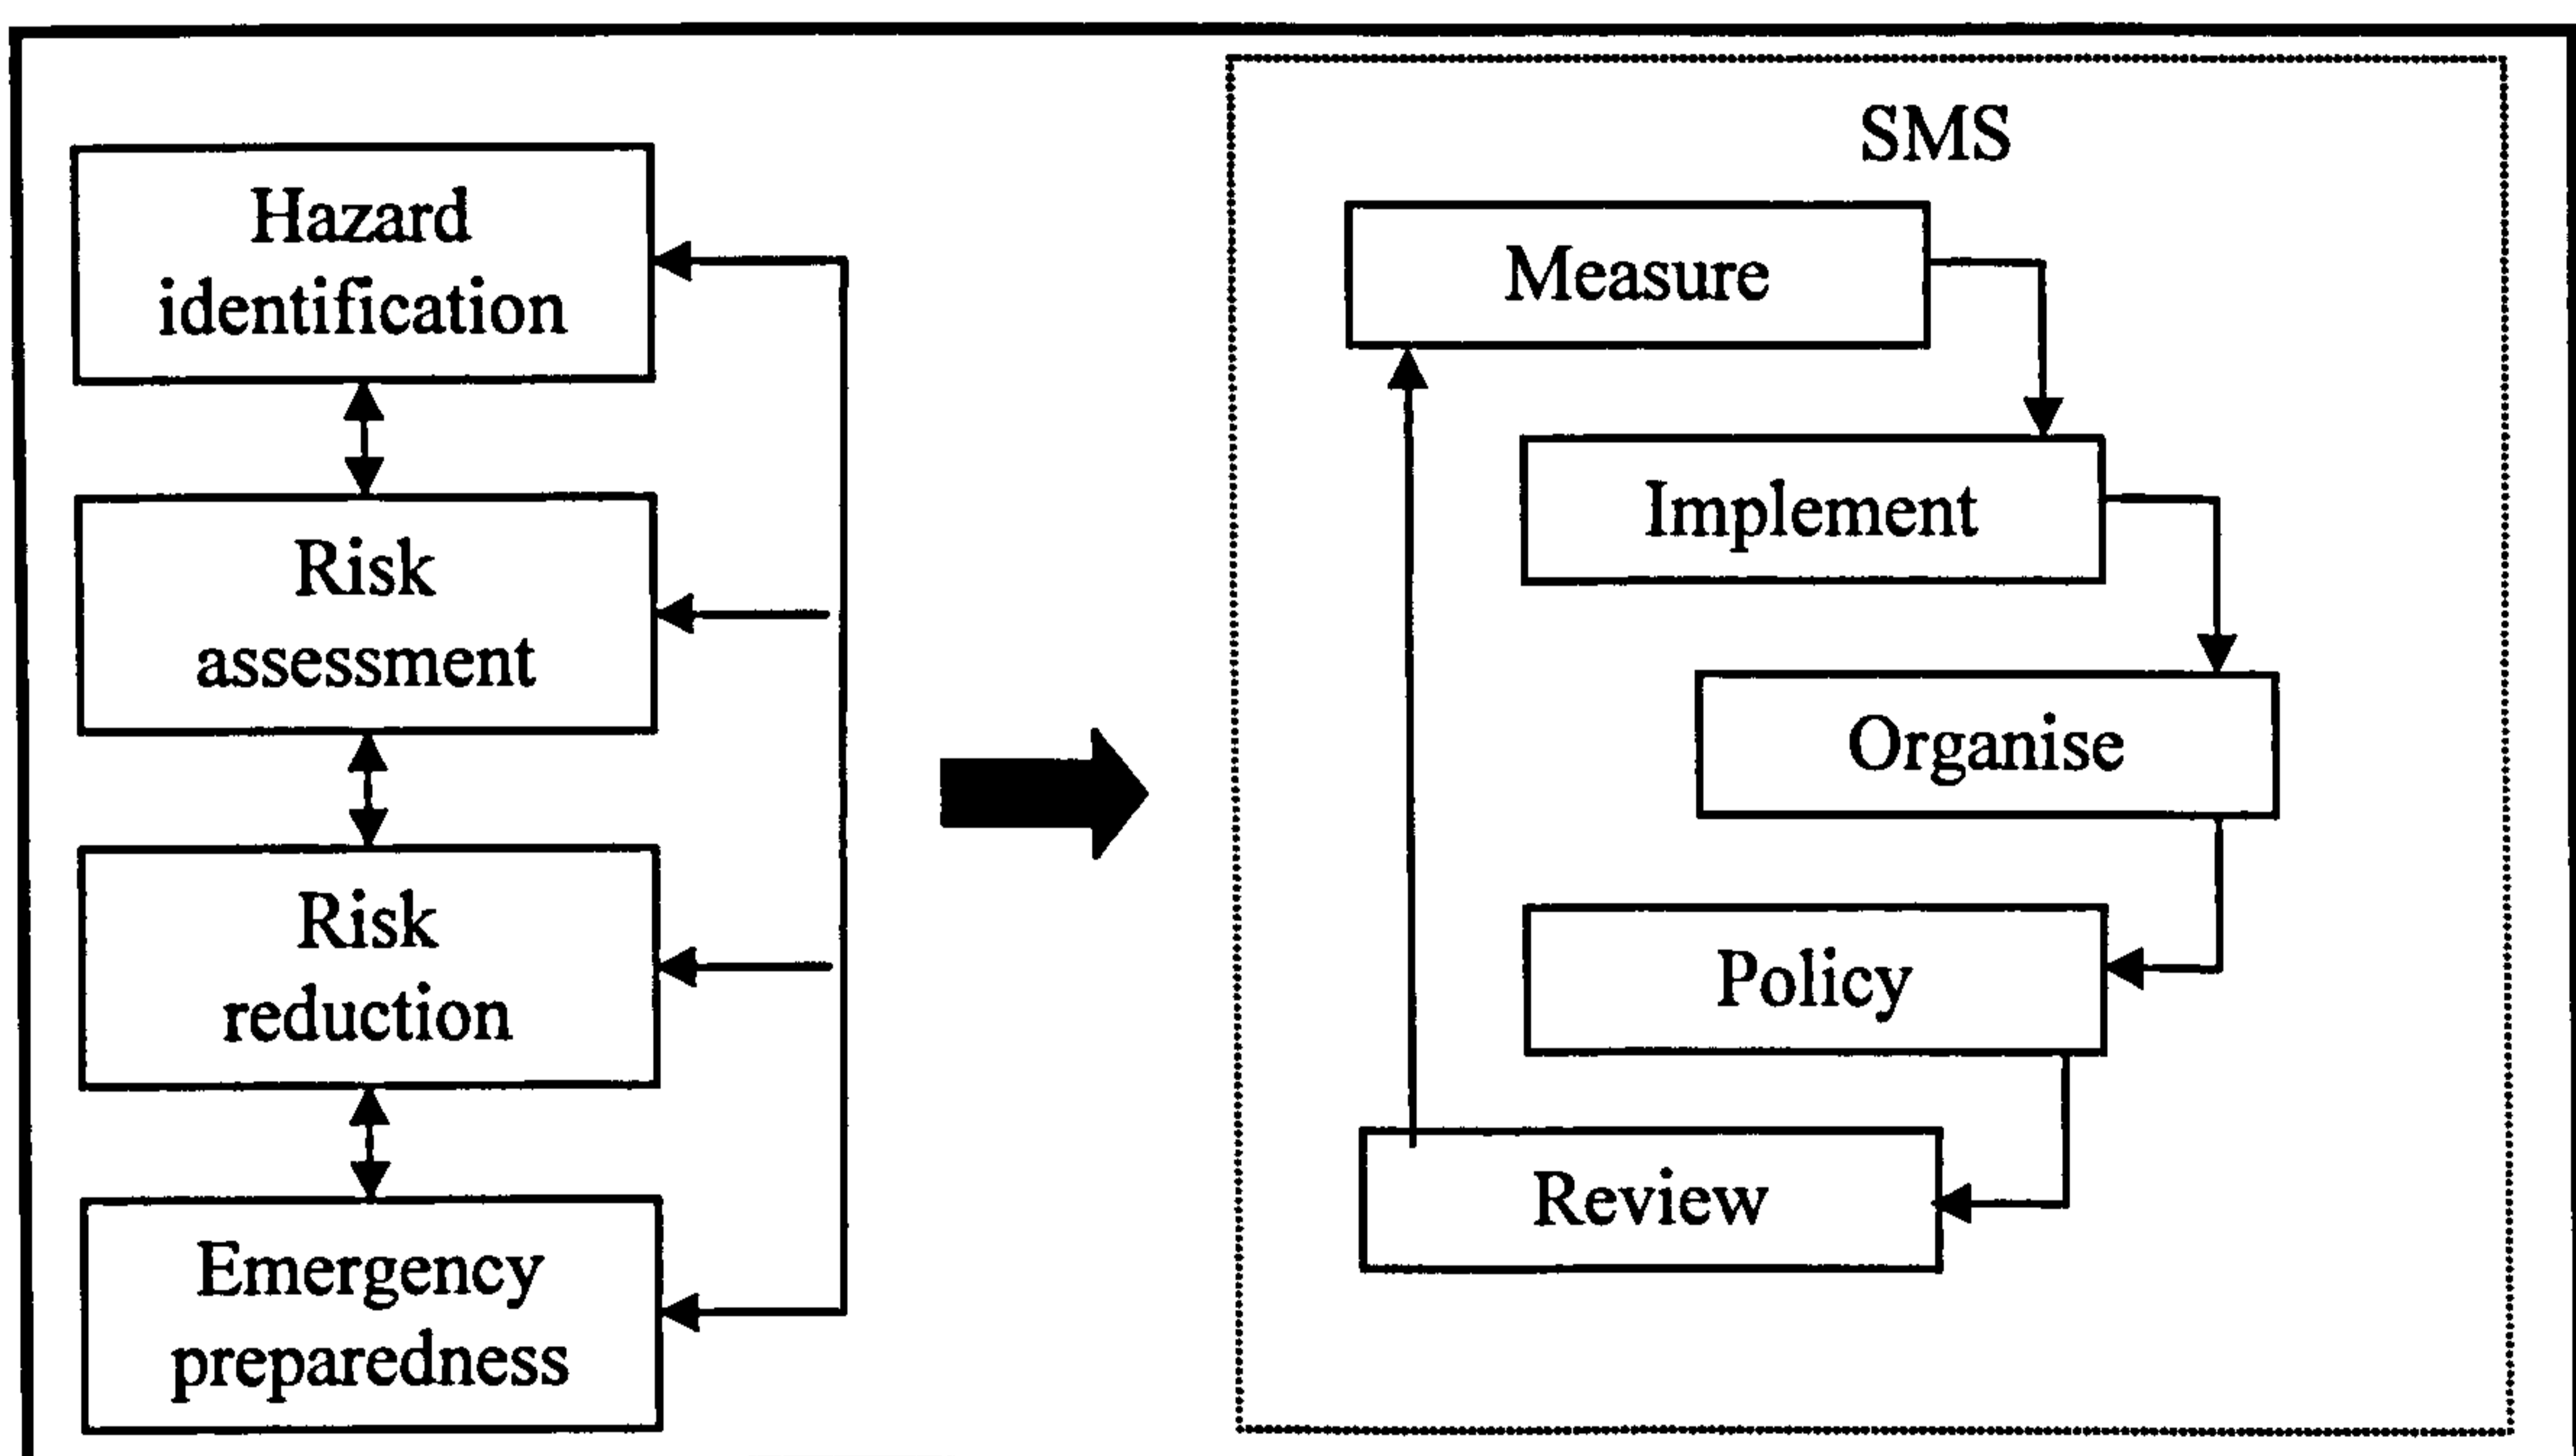 Hazard
identification
Risk
assessment
Risk
reduction
Emergency
preparedness
SMS
Measure
Implement
Organise
Policy
Review